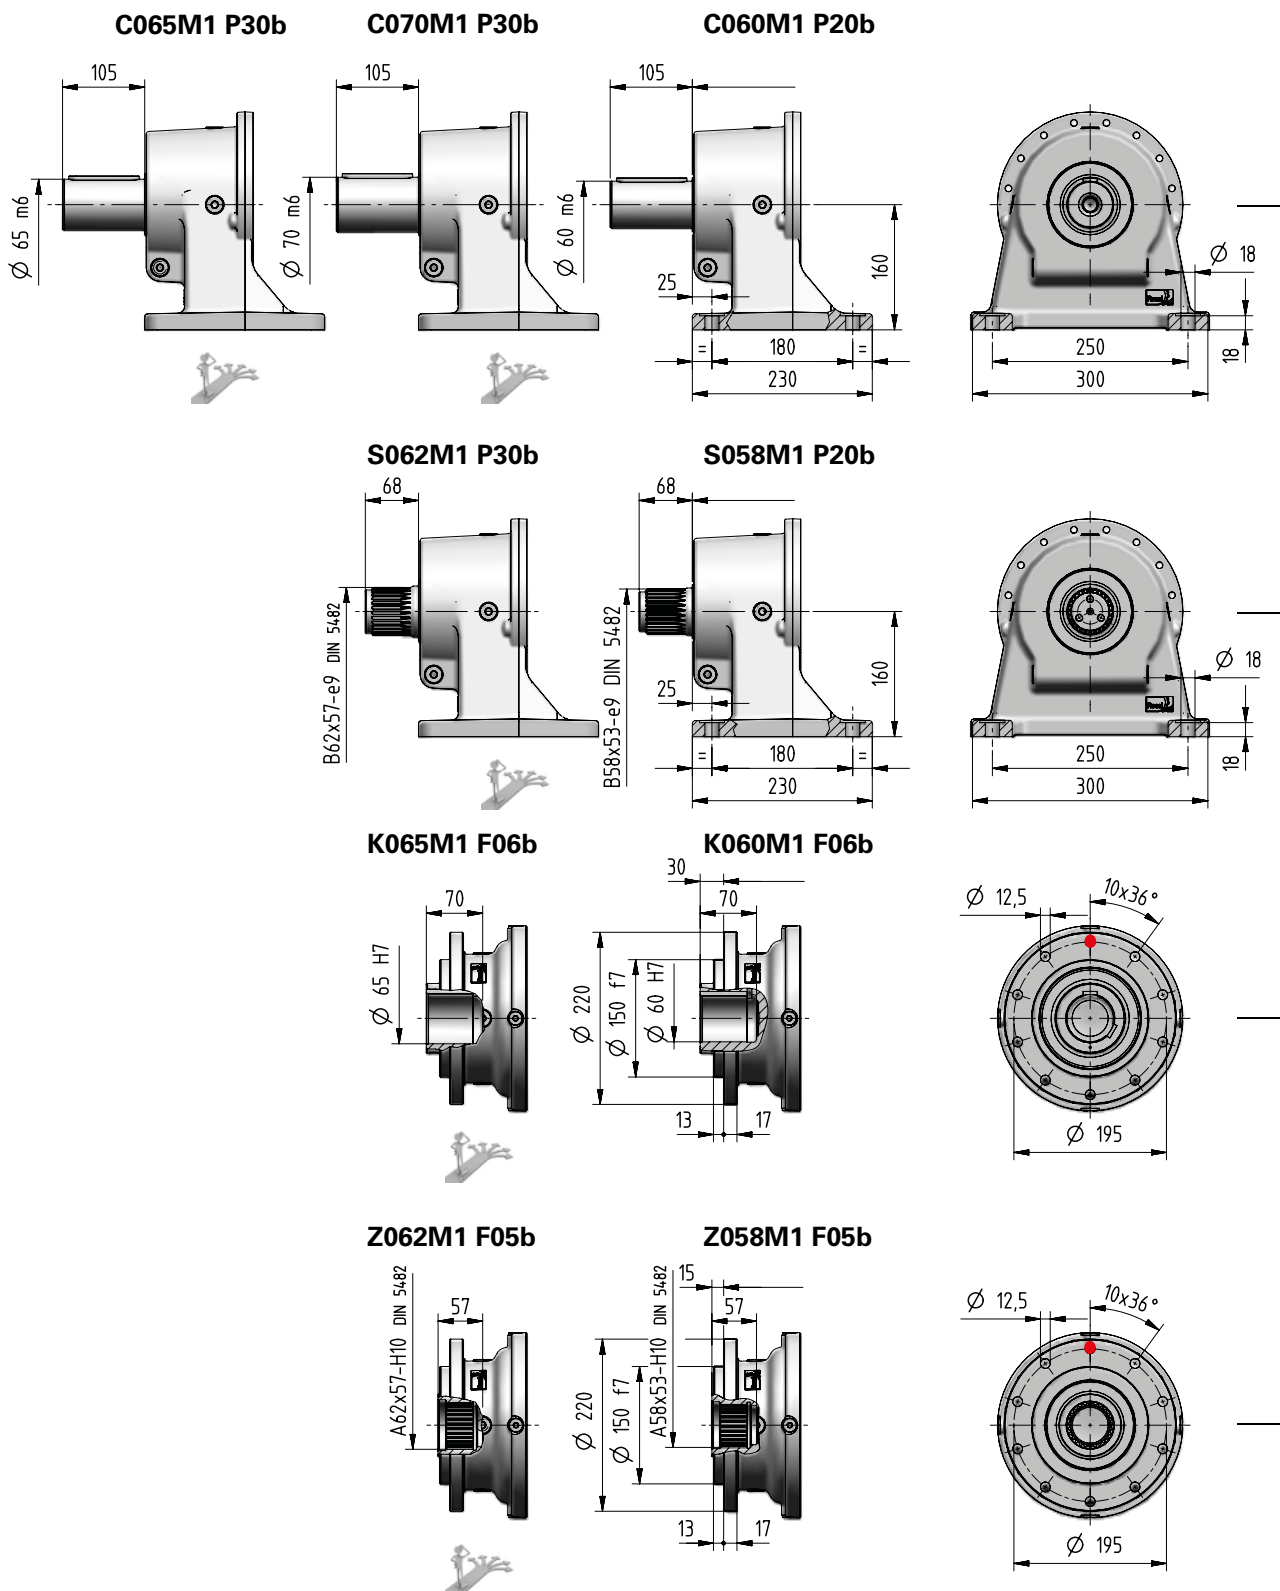 C065M1 P30b
C070M1 P30b
C060M1 P20b
105
105
105
Ø 65 m6
Ø 70 m6
Ø 60 m6
160
25
Ø 18
= 180 =
230
250
18
300
S062M1 P30b
S058M1 P20b
68
68
B62x57-e9 DIN 5482
B58x53-e9 DIN 5482
160
25
Ø 18
= 180 =
230
250
18
300
K065M1 F06b
K060M1 F06b
30
70
70
Ø 12,5
10x36°
Ø 65 H7
Ø 220
Ø 150 f7
Ø 60 H7
13
17
Ø 195
Z062M1 F05b
Z058M1 F05b
15
57
57
Ø 12,5
10x36°
A62x57-H10 DIN 5482
Ø 220
Ø 150 f7
A58x53-H10 DIN 5482
13
17
Ø 195